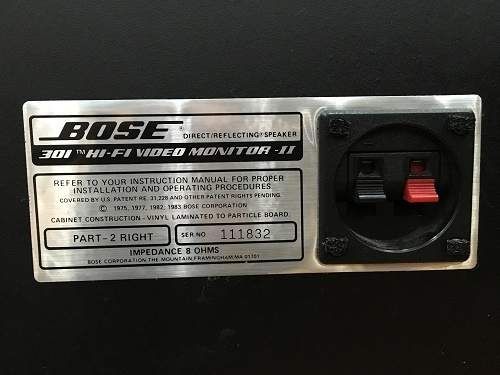 BOSE® DIRECT/REFLECTING® SPEAKER
301™ HI-FI VIDEO MONITOR-II
REFER TO YOUR INSTRUCTION MANUAL FOR PROPER
INSTALLATION AND OPERATING PROCEDURES.
COVERED BY U.S. PATENT RE. 31,228 AND OTHER PATENT RIGHTS PENDING.
© 1975, 1977, 1982, 1983 BOSE CORPORATION
CABINET CONSTRUCTION - VINYL LAMINATED TO PARTICLE BOARD.
PART-2 RIGHT SER.NO 111832
IMPEDANCE 8 OHMS
BOSE CORPORATION THE MOUNTAIN FRAMINGHAM MA 01701